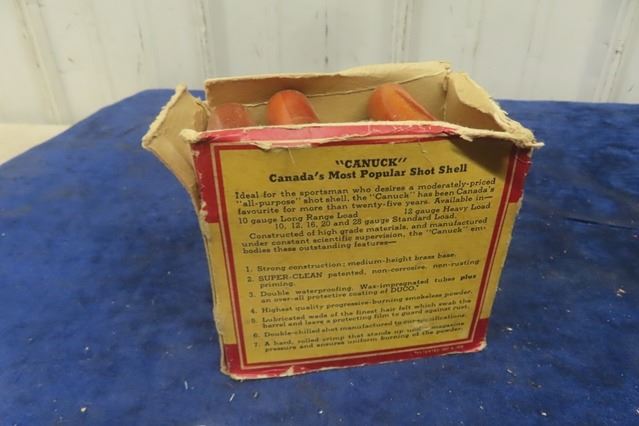 "CANUCK"
Canada's Most Popular Shot Shell
Ideal for the sportsman who desires a moderately-priced
"all-purpose" shot shell, the "Canuck" has been Canada's
favourite for more than twenty-five years. Available in—
10 gauge Long Range Load 12 gauge Heavy Load
10, 12, 16, 20 and 28 gauge Standard Load.
Constructed of high grade materials, and manufactured
under constant scientific supervision, the "Canuck" em-
bodies these outstanding features—
1. Strong construction; medium-height brass base.
2. SUPER-CLEAN patented, non-corrosive, non-rusting
priming.
3. Double waterproofing. Wax-impregnated tubes plus
an over-all protective coating of DUCO.
4. Highest quality progressive-burning smokeless powder.
5. Lubricated wads of the finest hair felt which swab the
barrel and leave a protecting film to guard against rust.
6. Double-chilled shot manufactured to our specifications.
7. A hard, rolled crimp that stands up under magazine
pressure and ensures uniform burning of the powder.